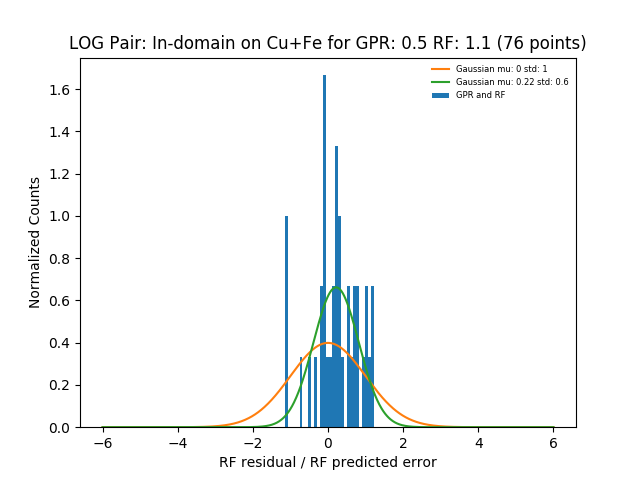 LOG Pair: In-domain on Cu+Fe for GPR: 0.5 RF: 1.1 (76 points)
Gaussian mu: 0 std: 1
Gaussian mu: 0.22 std: 0.6
GPR and RF
Normalized Counts
1.6
1.4
1.2
1.0
0.8
0.6
0.4
0.2
0.0
−6 −4 −2 0 2 4 6
RF residual / RF predicted error